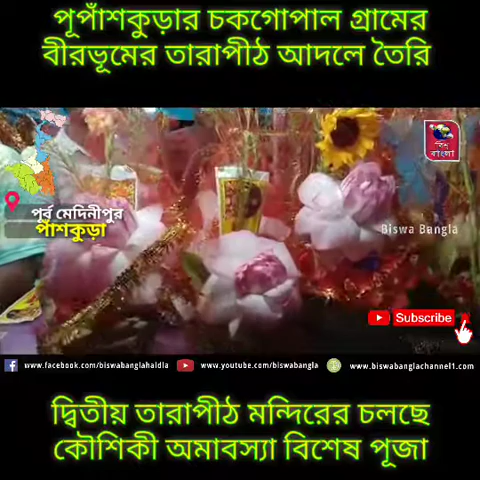 পূপাঁশকুড়ার চকগোপাল গ্রামের
বীরভূমের তারাপীঠ আদলে তৈরি
বিশ্ব
বাংলা
পূর্ব মেদিনীপুর
পাঁশকুড়া
Biswa Bangla
Subscribe
www.facebook.com/biswabanglahaldia
www.youtube.com/biswabangla
www.biswabanglachannel1.com
দ্বিতীয় তারাপীঠ মন্দিরের চলছে
কৌশিকী অমাবস্যা বিশেষ পূজা